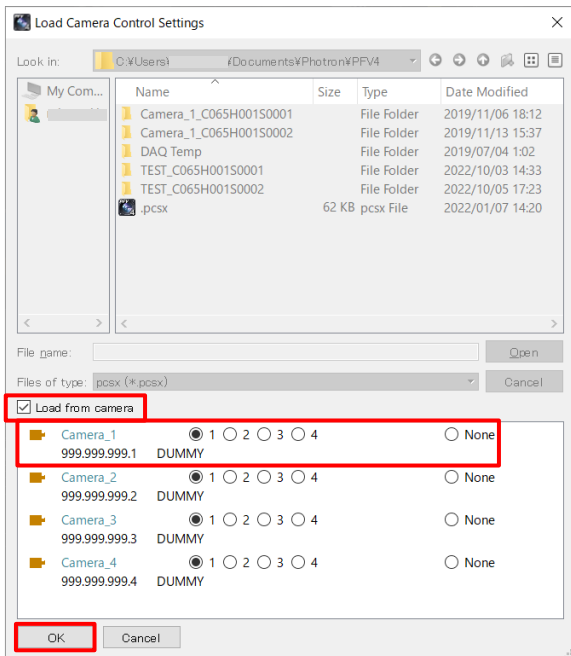 Load Camera Control Settings
Look in: C:¥Users¥ /Documents¥Photron¥PFV4
My Com...
Name Size Type Date Modified
Camera_1_C065H001S0001 File Folder 2019/11/06 18:12
Camera_1_C065H001S0002 File Folder 2019/11/13 15:37
DAQ Temp File Folder 2019/07/04 1:02
TEST_C065H001S0001 File Folder 2022/10/03 14:33
TEST_C065H001S0002 File Folder 2022/10/05 17:23
.pcsx 62 KB pcsx File 2022/01/07 14:20
File name: Open
Files of type: pcsx (*.pcsx) Cancel
Load from camera
Camera_1 1 2 3 4 None
999.999.999.1 DUMMY
Camera_2 1 2 3 4 None
999.999.999.2 DUMMY
Camera_3 1 2 3 4 None
999.999.999.3 DUMMY
Camera_4 1 2 3 4 None
999.999.999.4 DUMMY
OK Cancel